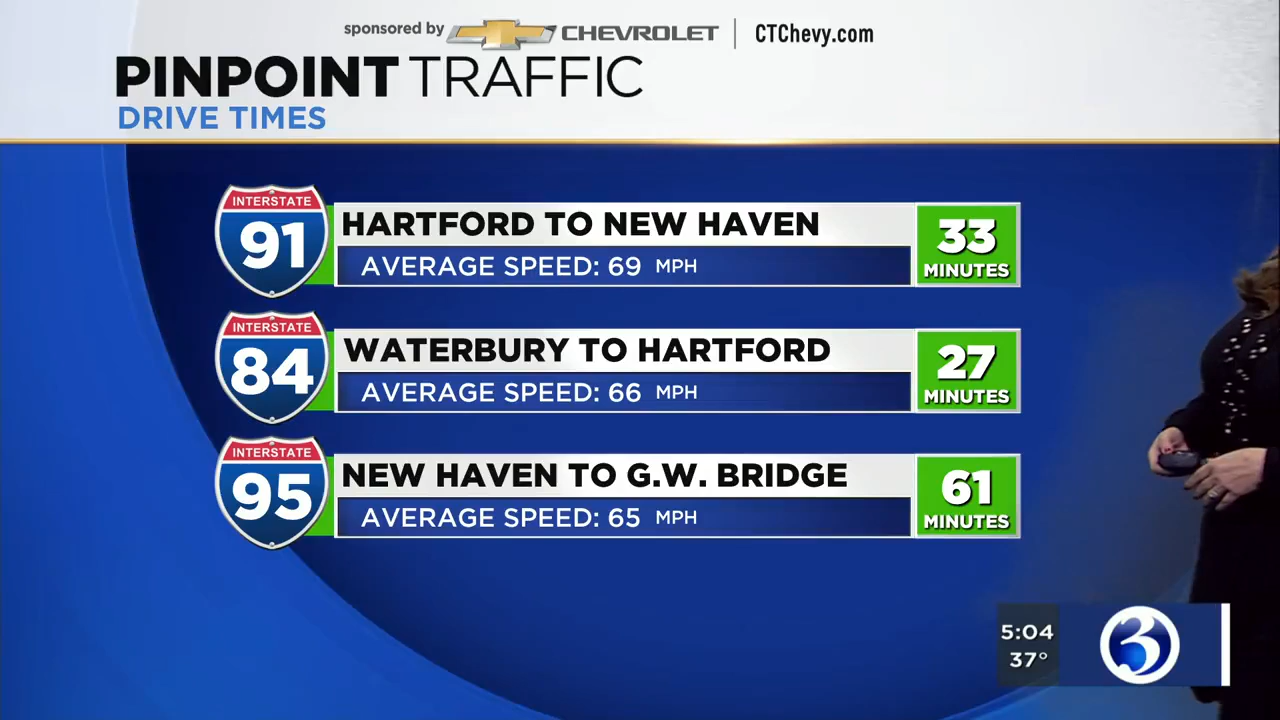 sponsored by CHEVROLET CTChevy.com
PINPOINT TRAFFIC
DRIVE TIMES
INTERSTATE
91
HARTFORD TO NEW HAVEN
AVERAGE SPEED: 69 MPH
33
MINUTES
INTERSTATE
84
WATERBURY TO HARTFORD
AVERAGE SPEED: 66 MPH
27
MINUTES
INTERSTATE
95
NEW HAVEN TO G.W. BRIDGE
AVERAGE SPEED: 65 MPH
61
MINUTES
5:04
37°
3